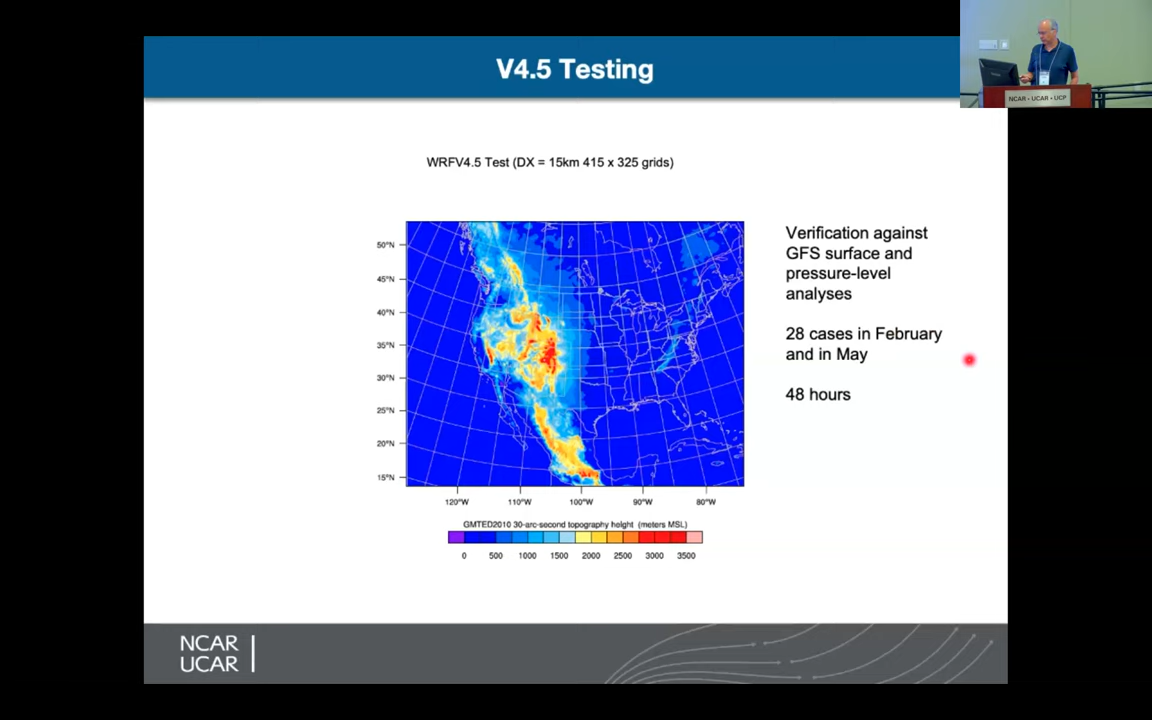 V4.5 Testing
NCAR • UCAR • UCP
WRFV4.5 Test (DX = 15km 415 x 325 grids)
50°N
45°N
40°N
35°N
30°N
25°N
20°N
15°N
120°W 110°W 100°W 90°W 80°W
GMTED2010 30-arc-second topography height (meters MSL)
0 500 1000 1500 2000 2500 3000 3500
Verification against
GFS surface and
pressure-level
analyses
28 cases in February
and in May
48 hours
NCAR
UCAR